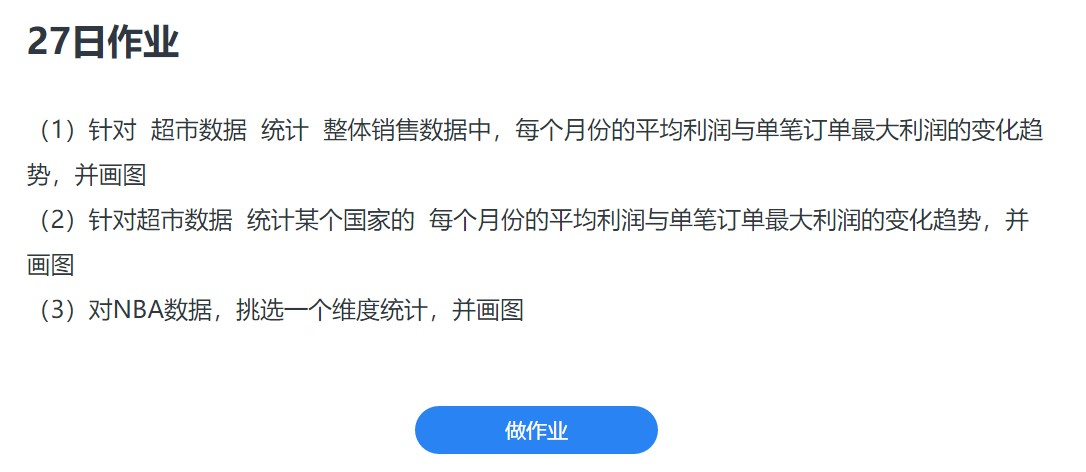 27日作业
（1）针对  超市数据  统计  整体销售数据中，每个月份的平均利润与单笔订单最大利润的变化趋
势，并画图
（2）针对超市数据  统计某个国家的  每个月份的平均利润与单笔订单最大利润的变化趋势，并
画图
（3）对NBA数据，挑选一个维度统计，并画图
做作业